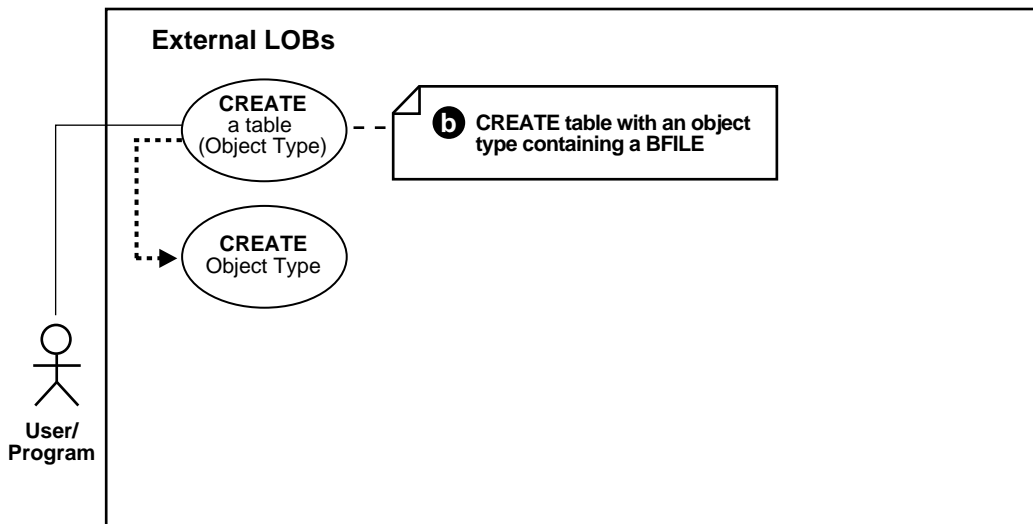 External LOBs
CREATE
a table
(Object Type)
b CREATE table with an object
type containing a BFILE
CREATE
Object Type
User/
Program